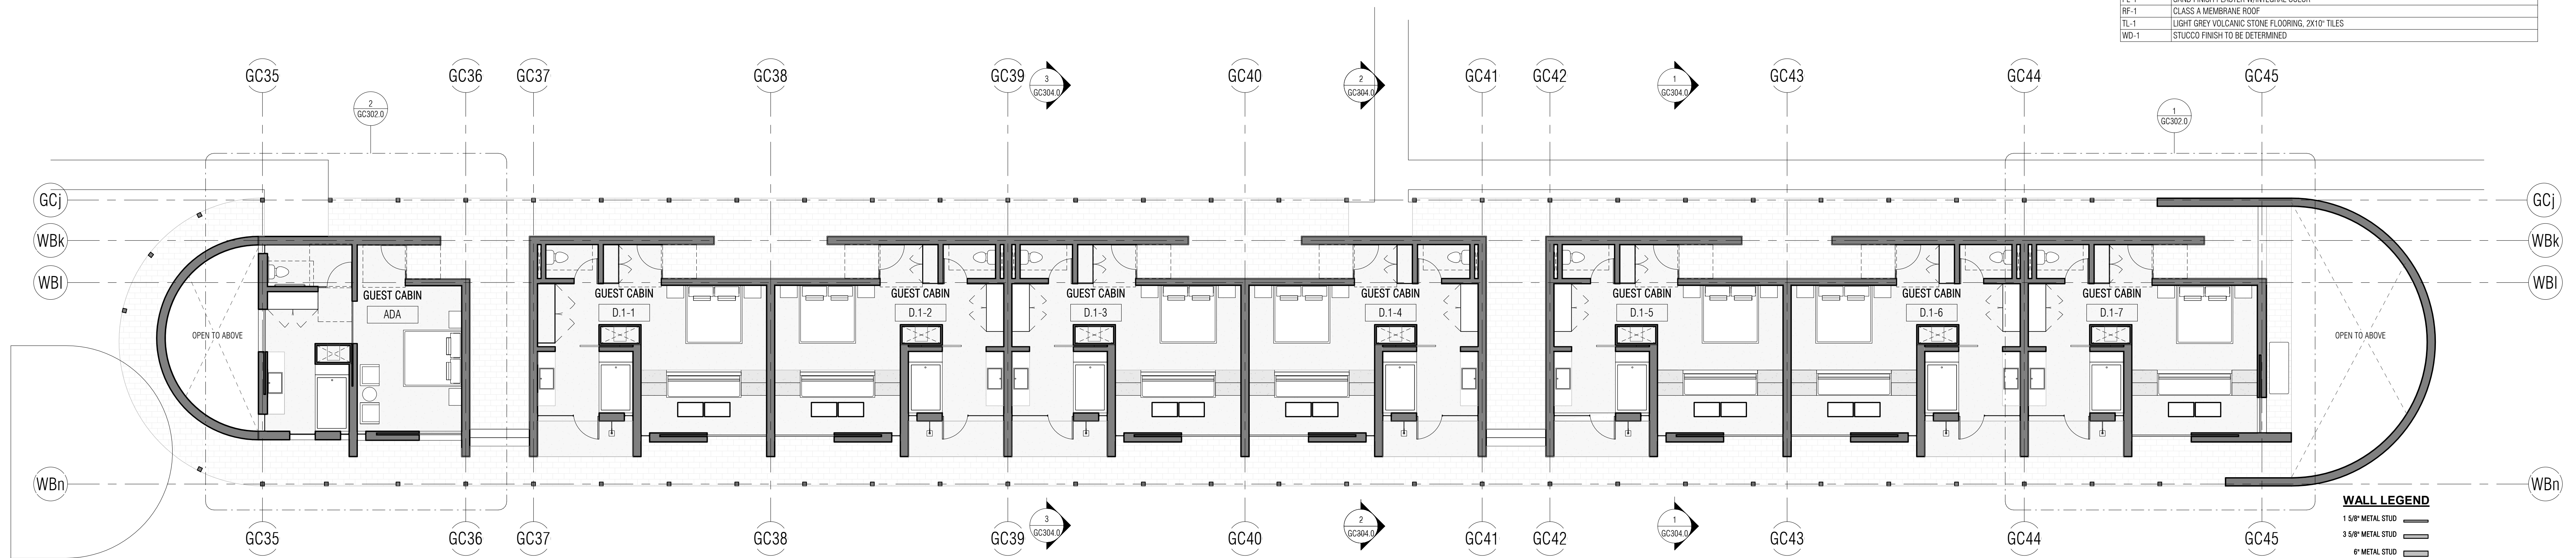 RF-1 CLASS A MEMBRANE ROOF
TL-1 LIGHT GREY VOLCANIC STONE FLOORING, 2X10" TILES
WD-1 STUCCO FINISH TO BE DETERMINED
GC35 GC36 GC37 GC38 GC39 GC40 GC41 GC42 GC43 GC44 GC45
3
GC304.0
2
GC304.0
1
GC304.0
2
GC302.0
1
GC302.0
GCj GCj
WBk WBk
WBl WBl
GUEST CABIN
ADA
GUEST CABIN
D.1-1
GUEST CABIN
D.1-2
GUEST CABIN
D.1-3
GUEST CABIN
D.1-4
GUEST CABIN
D.1-5
GUEST CABIN
D.1-6
GUEST CABIN
D.1-7
OPEN TO ABOVE OPEN TO ABOVE
WBn WBn
WALL LEGEND
1 5/8" METAL STUD
3 5/8" METAL STUD
6" METAL STUD
3
GC304.0
2
GC304.0
1
GC304.0
GC35 GC36 GC37 GC38 GC39 GC40 GC41 GC42 GC43 GC44 GC45